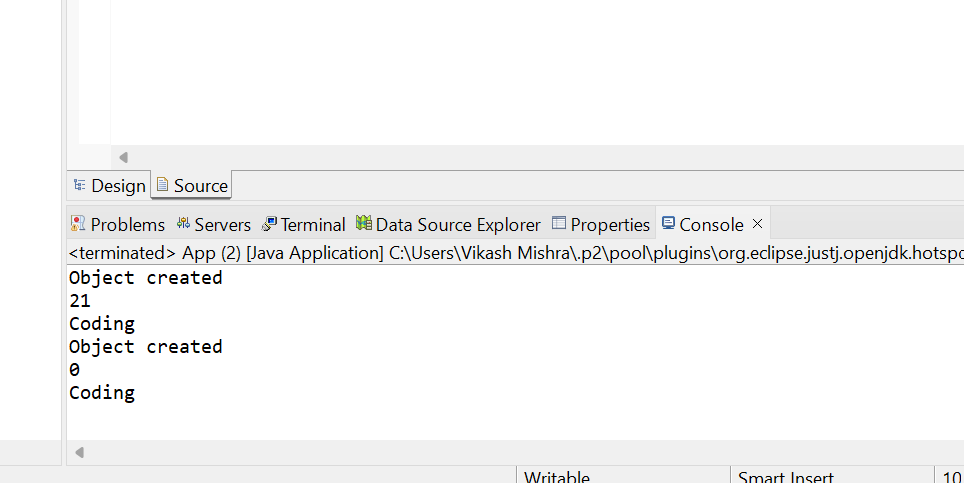 Design Source
Problems Servers Terminal Data Source Explorer Properties Console
<terminated> App (2) [Java Application] C:\Users\Vikash Mishra\.p2\pool\plugins\org.eclipse.justj.openjdk.hotspo
Object created
21
Coding
Object created
0
Coding
Writable Smart Insert 10